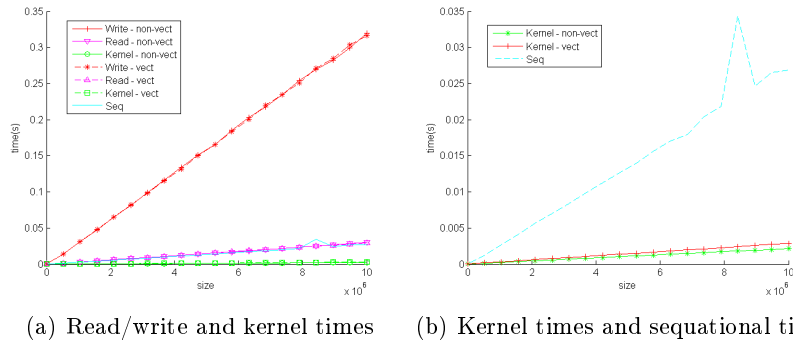 0.35
0.3
0.25
0.2
0.15
0.1
0.05
0
time(s)
Write - non-vect
Read - non-vect
Kernel - non-vect
Write - vect
Read - vect
Kernel - vect
Seq
0 2 4 6 8 10
size
x 10^6
0.035
0.03
0.025
0.02
0.015
0.01
0.005
0
time(s)
Kernel - non-vect
Kernel - vect
Seq
0 2 4 6 8 10
size
x 10^6
(a) Read/write and kernel times
(b) Kernel times and sequational ti